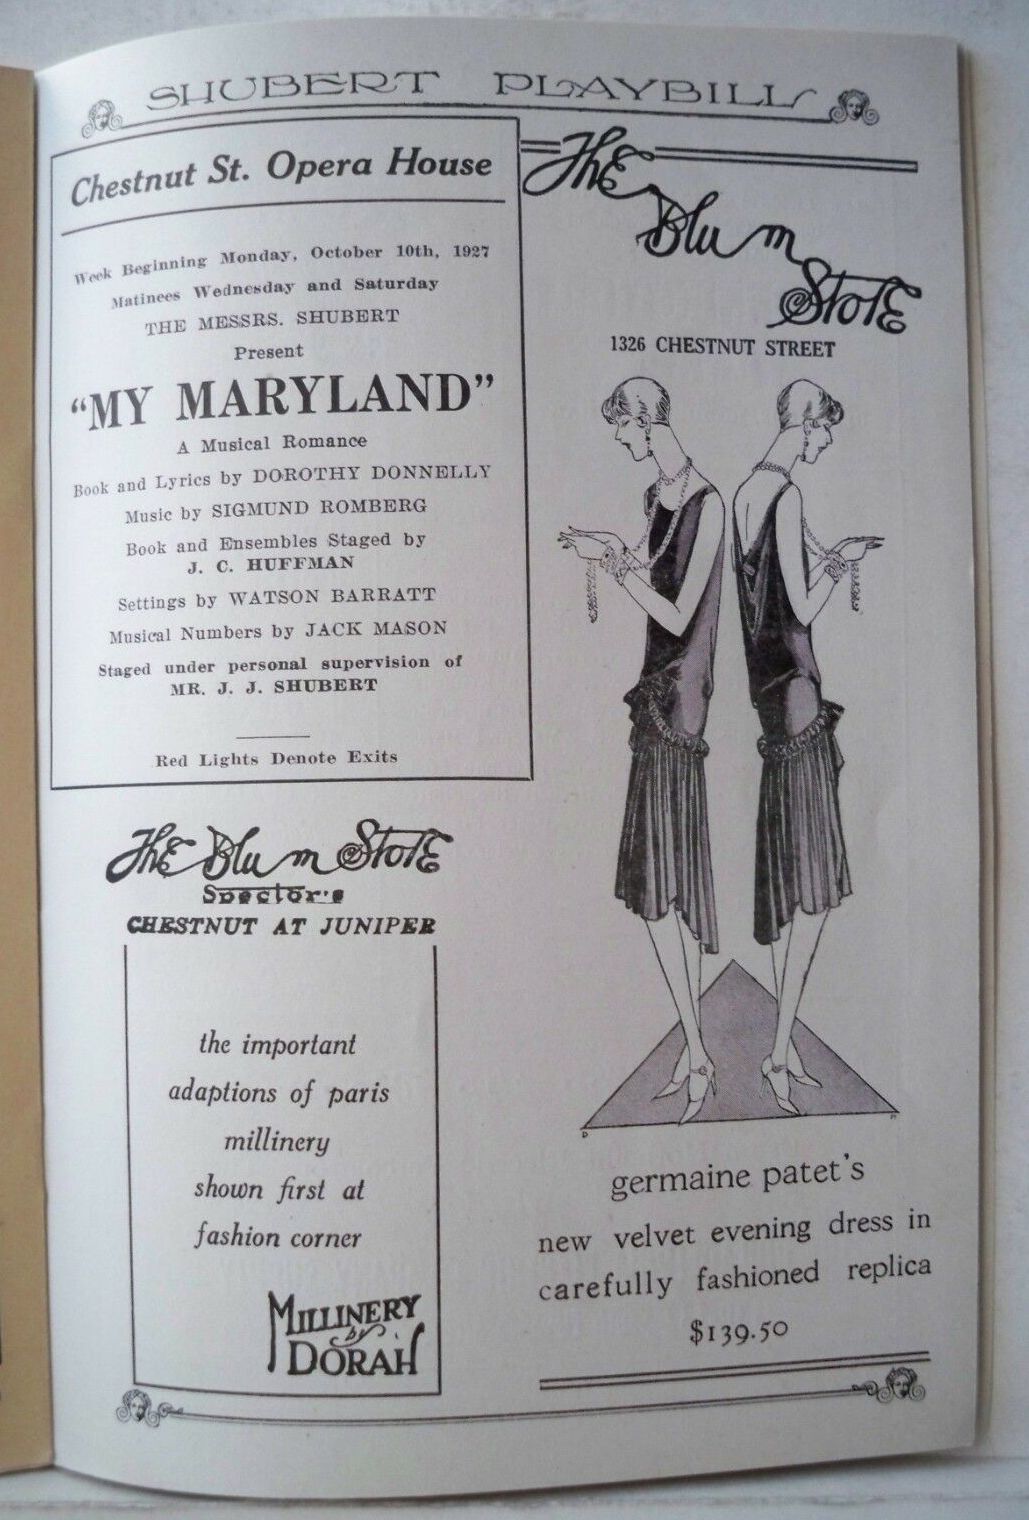 SHUBERT PLAYBILL
Chestnut St. Opera House
Week Beginning Monday, October 10th, 1927
Matinees Wednesday and Saturday
THE MESSRS. SHUBERT
Present
"MY MARYLAND"
A Musical Romance
Book and Lyrics by DOROTHY DONNELLY
Music by SIGMUND ROMBERG
Book and Ensembles Staged by
J. C. HUFFMAN
Settings by WATSON BARRATT
Musical Numbers by JACK MASON
Staged under personal supervision of
MR. J. J. SHUBERT
Red Lights Denote Exits
The Blum Store
Spector's
CHESTNUT AT JUNIPER
the important
adaptions of paris
millinery
shown first at
fashion corner
MILLINERY
by
DORAH
The
Blum
Store
1326 CHESTNUT STREET
germaine patet's
new velvet evening dress in
carefully fashioned replica
$139.50